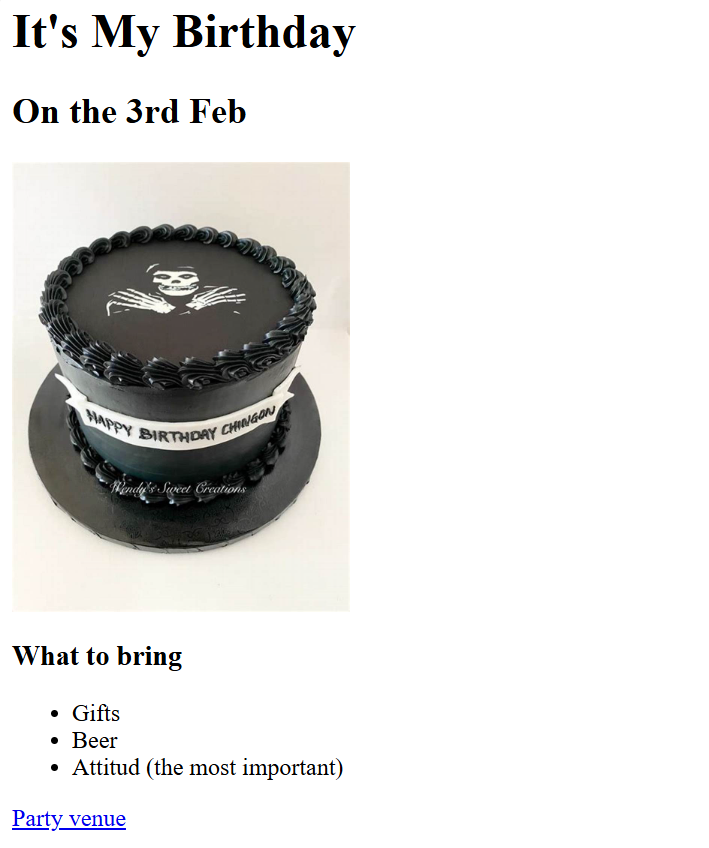 It's My Birthday
On the 3rd Feb
HAPPY BIRTHDAY CHINGON
Wendy's Sweet Creations
What to bring
Gifts
Beer
Attitud (the most important)
Party venue